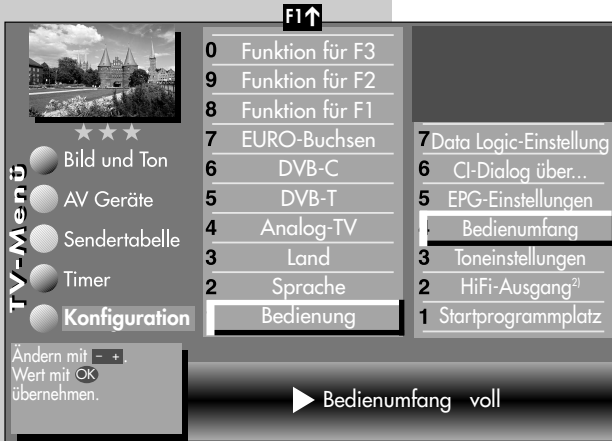 F1↑
TV-Menü
Bild und Ton
AV Geräte
Sendertabelle
Timer
Konfiguration
Ändern mit - + .
Wert mit OK
übernehmen.
0 Funktion für F3
9 Funktion für F2
8 Funktion für F1
7 EURO-Buchsen
6 DVB-C
5 DVB-T
4 Analog-TV
3 Land
2 Sprache
Bedienung
7 Data Logic-Einstellung
6 CI-Dialog über...
5 EPG-Einstellungen
Bedienumfang
3 Toneinstellungen
2 HiFi-Ausgang2)
1 Startprogrammplatz
Bedienumfang voll